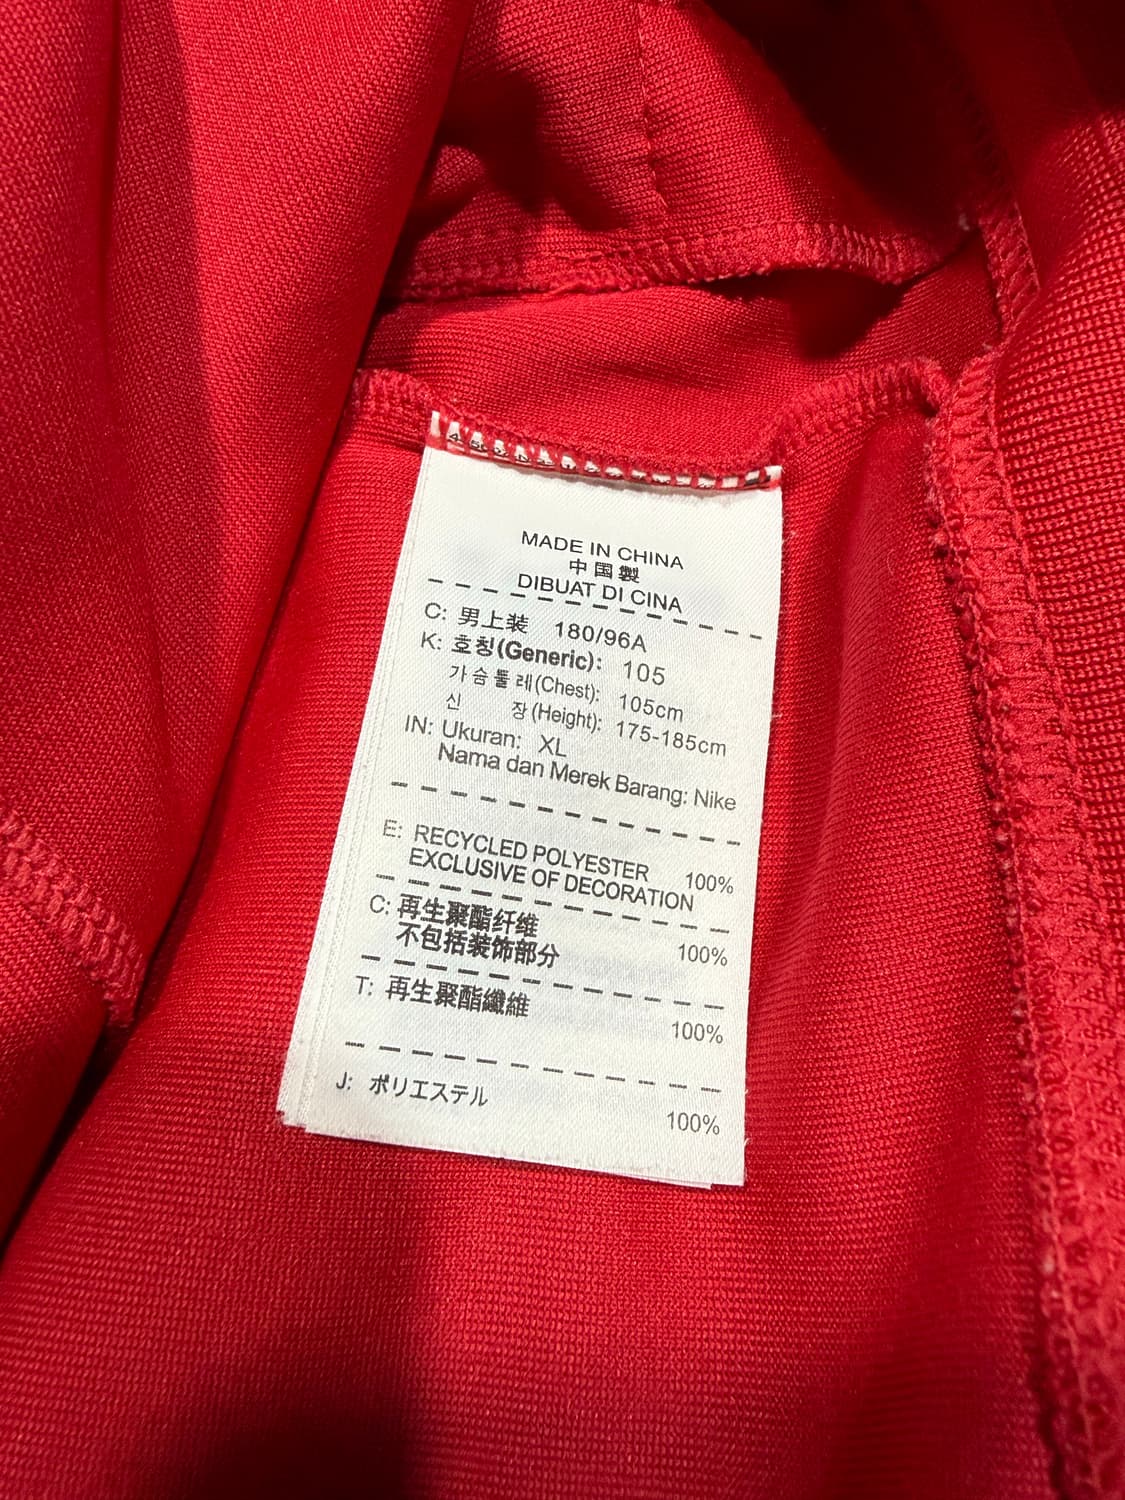 MADE IN CHINA
中国製
DIBUAT DI CINA
C: 男上装 180/96A
K: 호칭(Generic): 105
가슴둘레(Chest): 105cm
신 장(Height): 175-185cm
IN: Ukuran: XL
Nama dan Merek Barang: Nike
E: RECYCLED POLYESTER 100%
EXCLUSIVE OF DECORATION
C: 再生聚酯纤维 100%
不包括装饰部分
T: 再生聚酯纖維 100%
J: ポリエステル 100%